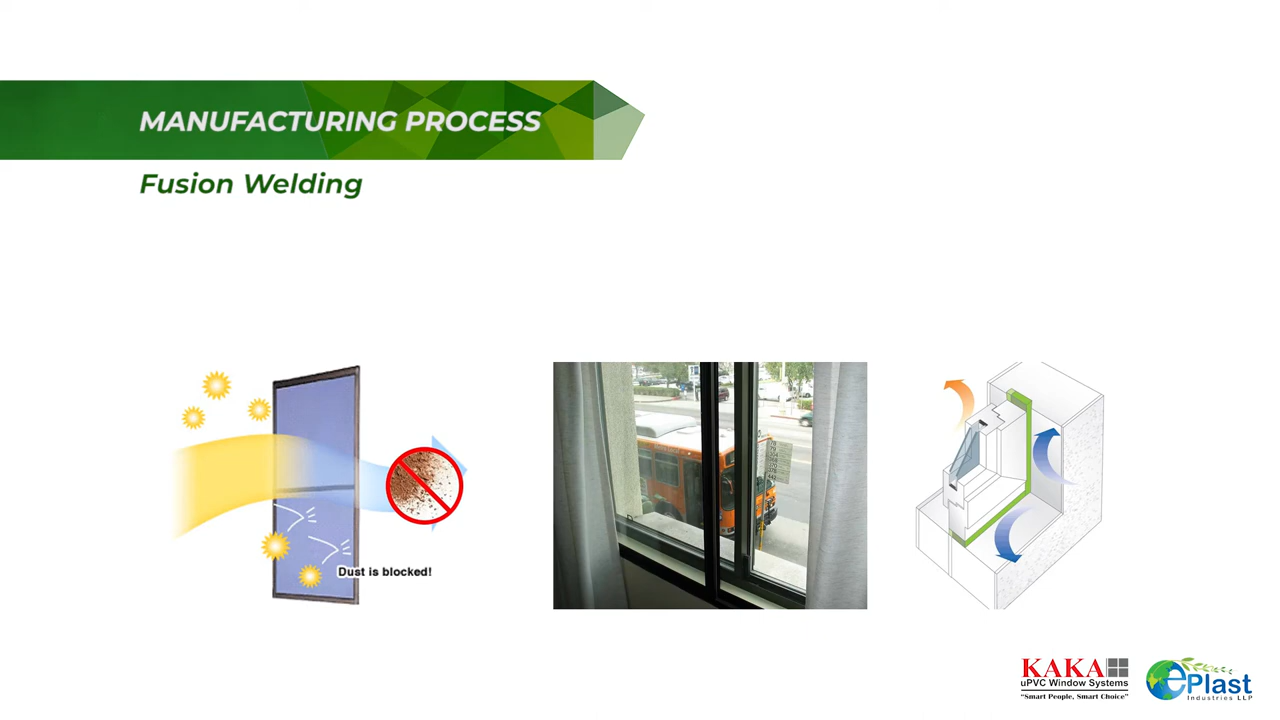 MANUFACTURING PROCESS
Fusion Welding
Dust is blocked!
KAKA
uPVC Window Systems
“Smart People, Smart Choice”
ePlast
Industries LLP